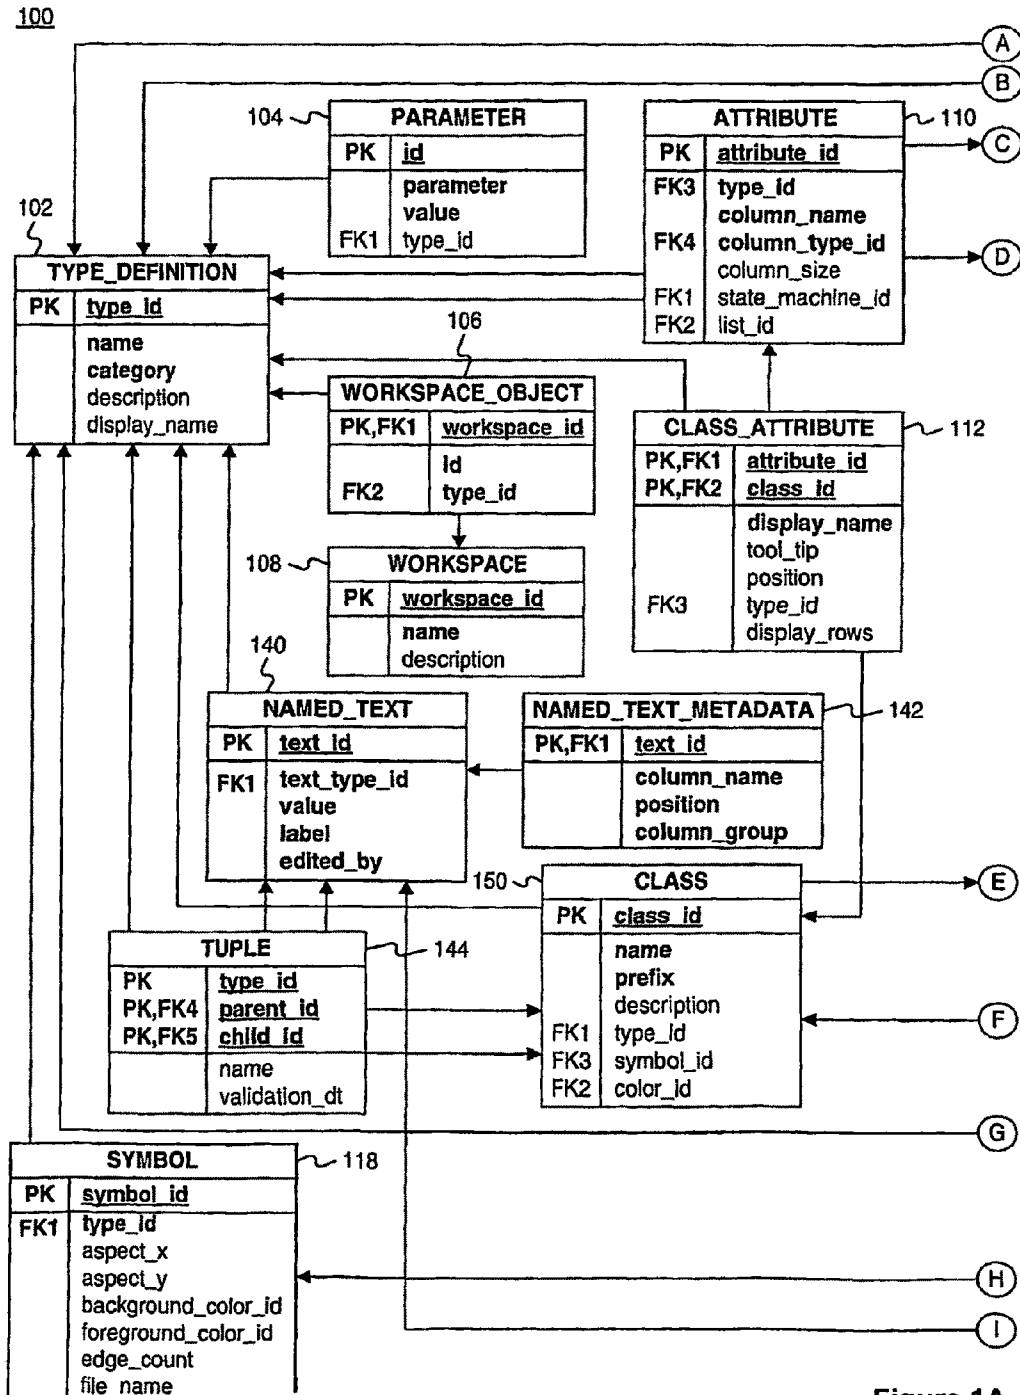 100
A
B
104
PARAMETER
PK id
parameter
value
FK1 type_id
ATTRIBUTE
110
PK attribute_id
FK3 type_id
column_name
FK4 column_type_id
column_size
FK1 state_machine_id
FK2 list_id
C
D
102
TYPE_DEFINITION
PK type_id
name
category
description
display_name
106
WORKSPACE_OBJECT
PK,FK1 workspace_id
id
FK2 type_id
CLASS_ATTRIBUTE
112
PK,FK1 attribute_id
PK,FK2 class_id
display_name
tool_tip
position
FK3 type_id
display_rows
108
WORKSPACE
PK workspace_id
name
description
140
NAMED_TEXT
PK text_id
FK1 text_type_id
value
label
edited_by
NAMED_TEXT_METADATA
142
PK,FK1 text_id
column_name
position
column_group
150
CLASS
PK class_id
name
prefix
description
FK1 type_id
FK3 symbol_id
FK2 color_id
E
F
TUPLE
144
PK type_id
PK,FK4 parent_id
PK,FK5 child_id
name
validation_dt
G
SYMBOL
118
PK symbol_id
FK1 type_id
aspect_x
aspect_y
background_color_id
foreground_color_id
edge_count
file_name
H
I
Figure 1A